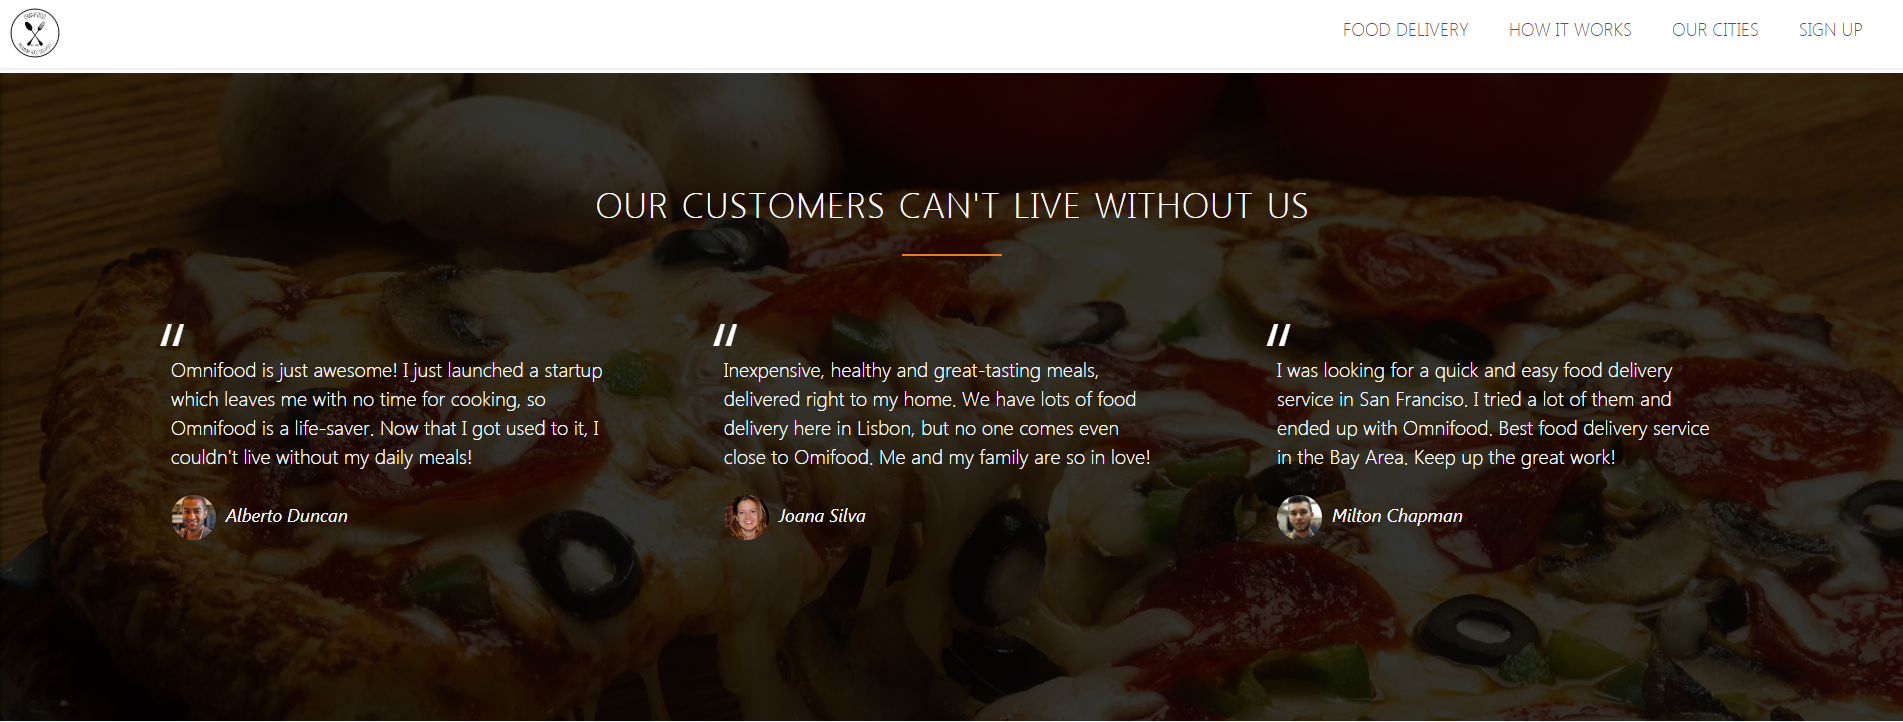 FOOD DELIVERY HOW IT WORKS OUR CITIES SIGN UP
OUR CUSTOMERS CAN'T LIVE WITHOUT US
"
Omnifood is just awesome! I just launched a startup
which leaves me with no time for cooking, so
Omnifood is a life-saver. Now that I got used to it, I
couldn't live without my daily meals!
Alberto Duncan
"
Inexpensive, healthy and great-tasting meals,
delivered right to my home. We have lots of food
delivery here in Lisbon, but no one comes even
close to Omifood. Me and my family are so in love!
Joana Silva
"
I was looking for a quick and easy food delivery
service in San Franciso. I tried a lot of them and
ended up with Omnifood. Best food delivery service
in the Bay Area. Keep up the great work!
Milton Chapman